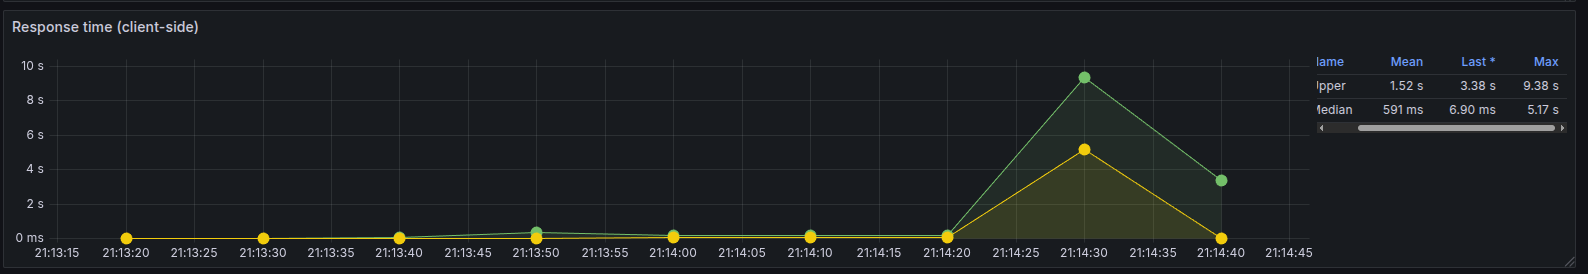 Response time (client-side)
10 s
8 s
6 s
4 s
2 s
0 ms
21:13:15 21:13:20 21:13:25 21:13:30 21:13:35 21:13:40 21:13:45 21:13:50 21:13:55 21:14:00 21:14:05 21:14:10 21:14:15 21:14:20 21:14:25 21:14:30 21:14:35 21:14:40 21:14:45
lame Mean Last * Max
Jpper 1.52 s 3.38 s 9.38 s
Median 591 ms 6.90 ms 5.17 s